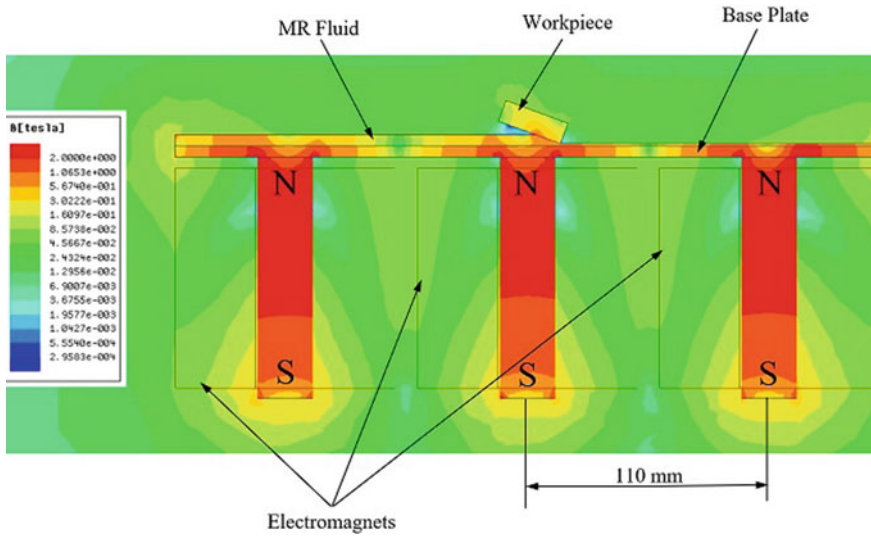 MR Fluid
Workpiece
Base Plate
B[tesla]
2.0000e+000
1.0653e+000
5.6740e-001
3.0222e-001
1.6097e-001
8.5738e-002
4.5667e-002
2.4324e-002
1.2956e-002
6.9007e-003
3.6755e-003
1.9577e-003
1.0427e-003
5.5540e-004
2.9583e-004
N
N
N
S
S
S
110 mm
Electromagnets